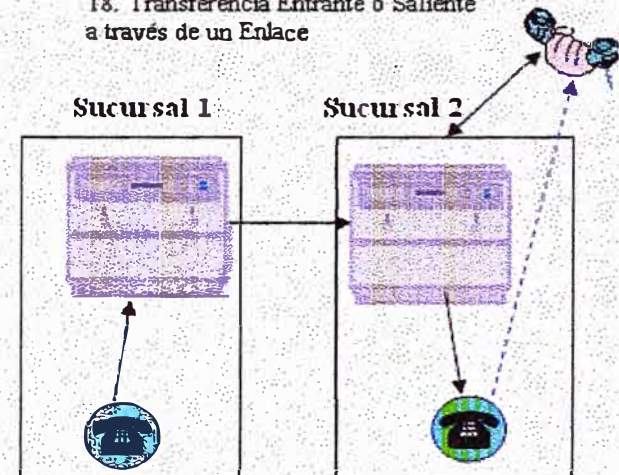 18. Transferencia Entrante o Saliente
a través de un Enlace
Sucursal 1
Sucursal 2